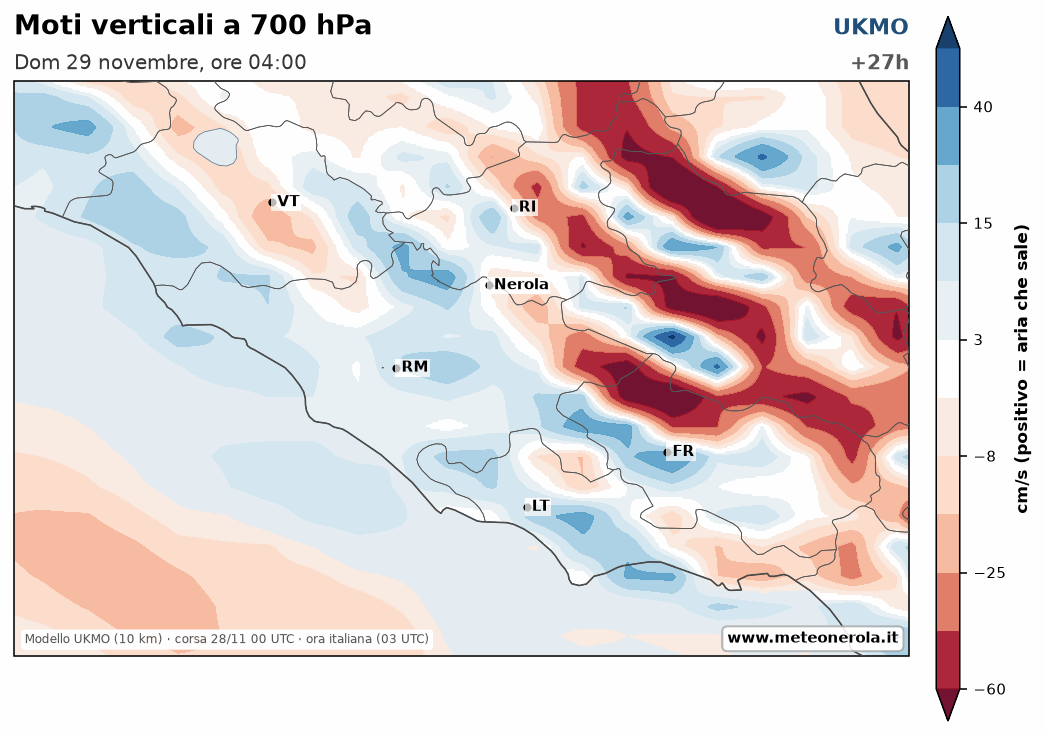 Moti verticali a 700 hPa
UKMO
Dom 29 novembre, ore 04:00
+27h
VT
RI
Nerola
RM
FR
LT
40
15
3
−8
−25
−60
cm/s (positivo = aria che sale)
Modello UKMO (10 km) · corsa 28/11 00 UTC · ora italiana (03 UTC)
www.meteonerola.it